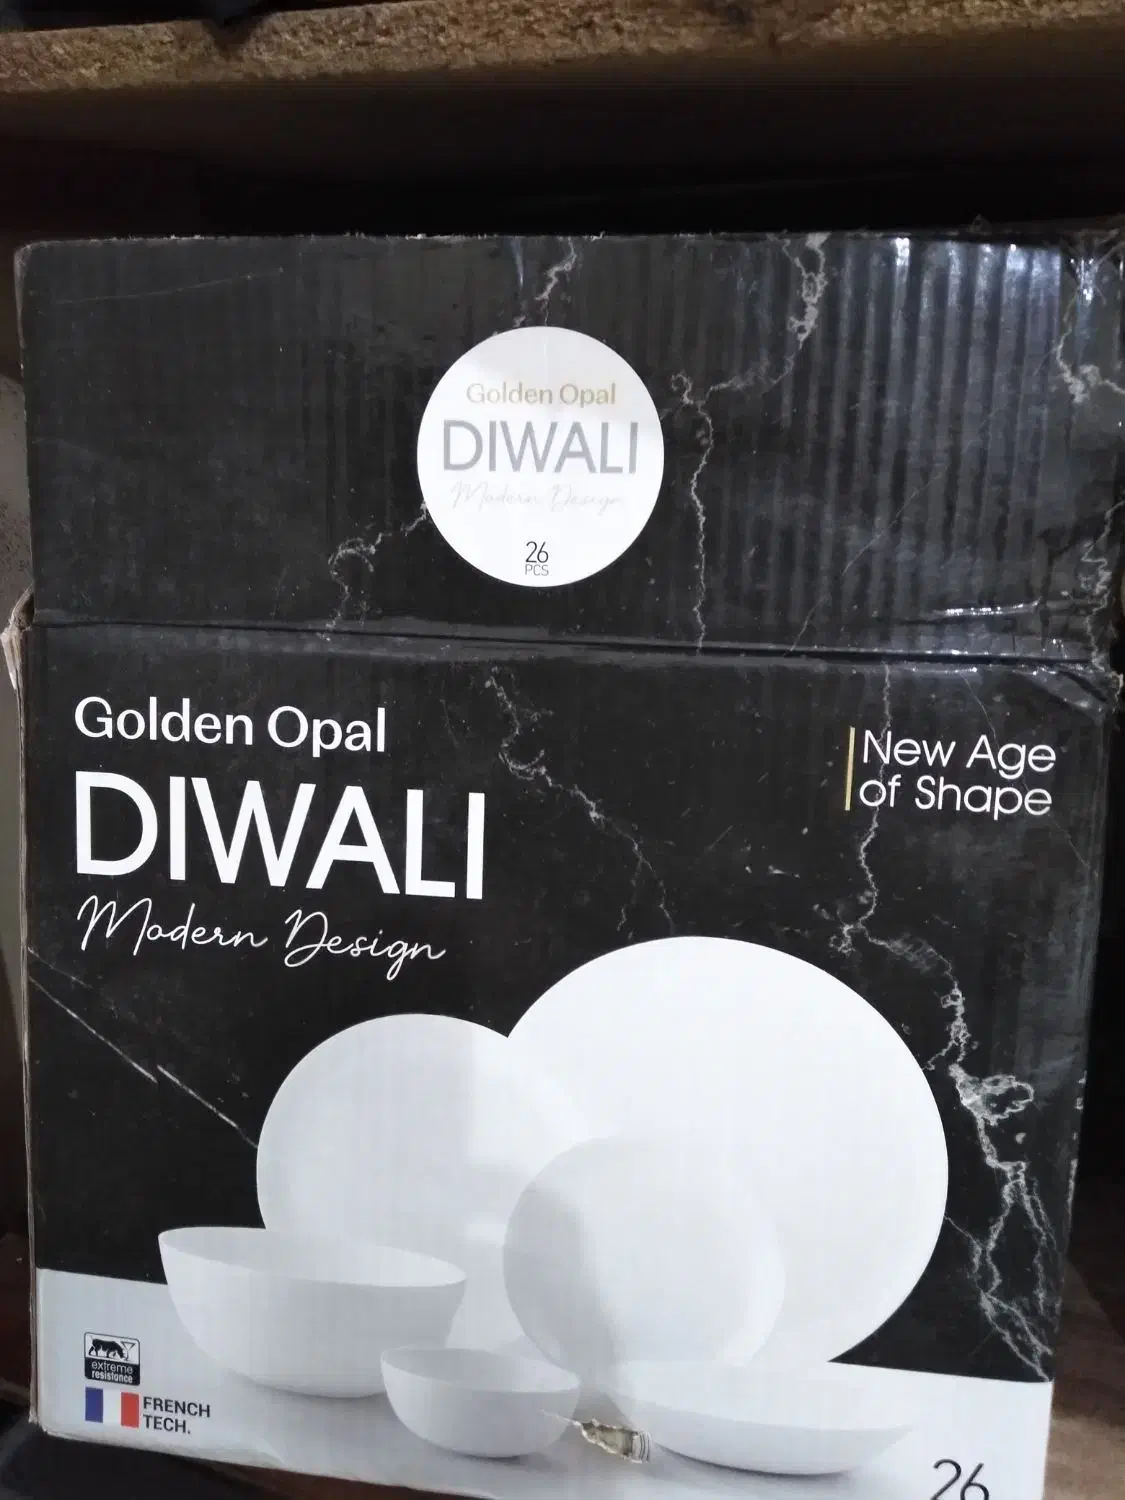 Golden Opal
DIWALI
Modern Design
26
PCS
Golden Opal
DIWALI
Modern Design
New Age
of Shape
extreme
resistance
FRENCH
TECH.
26